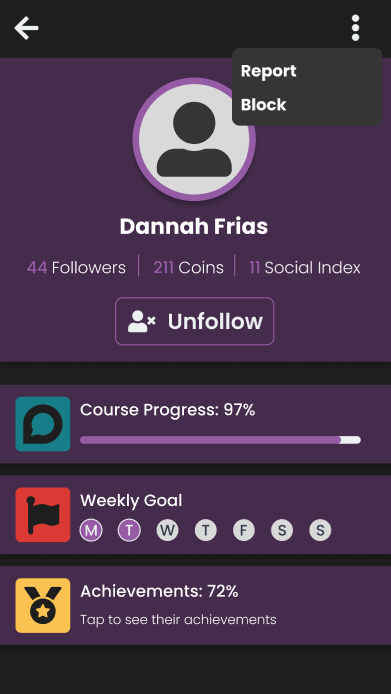 Report
Block
Dannah Frias
44 Followers 211 Coins 11 Social Index
Unfollow
Course Progress: 97%
Weekly Goal
M T W T F S S
Achievements: 72%
Tap to see their achievements